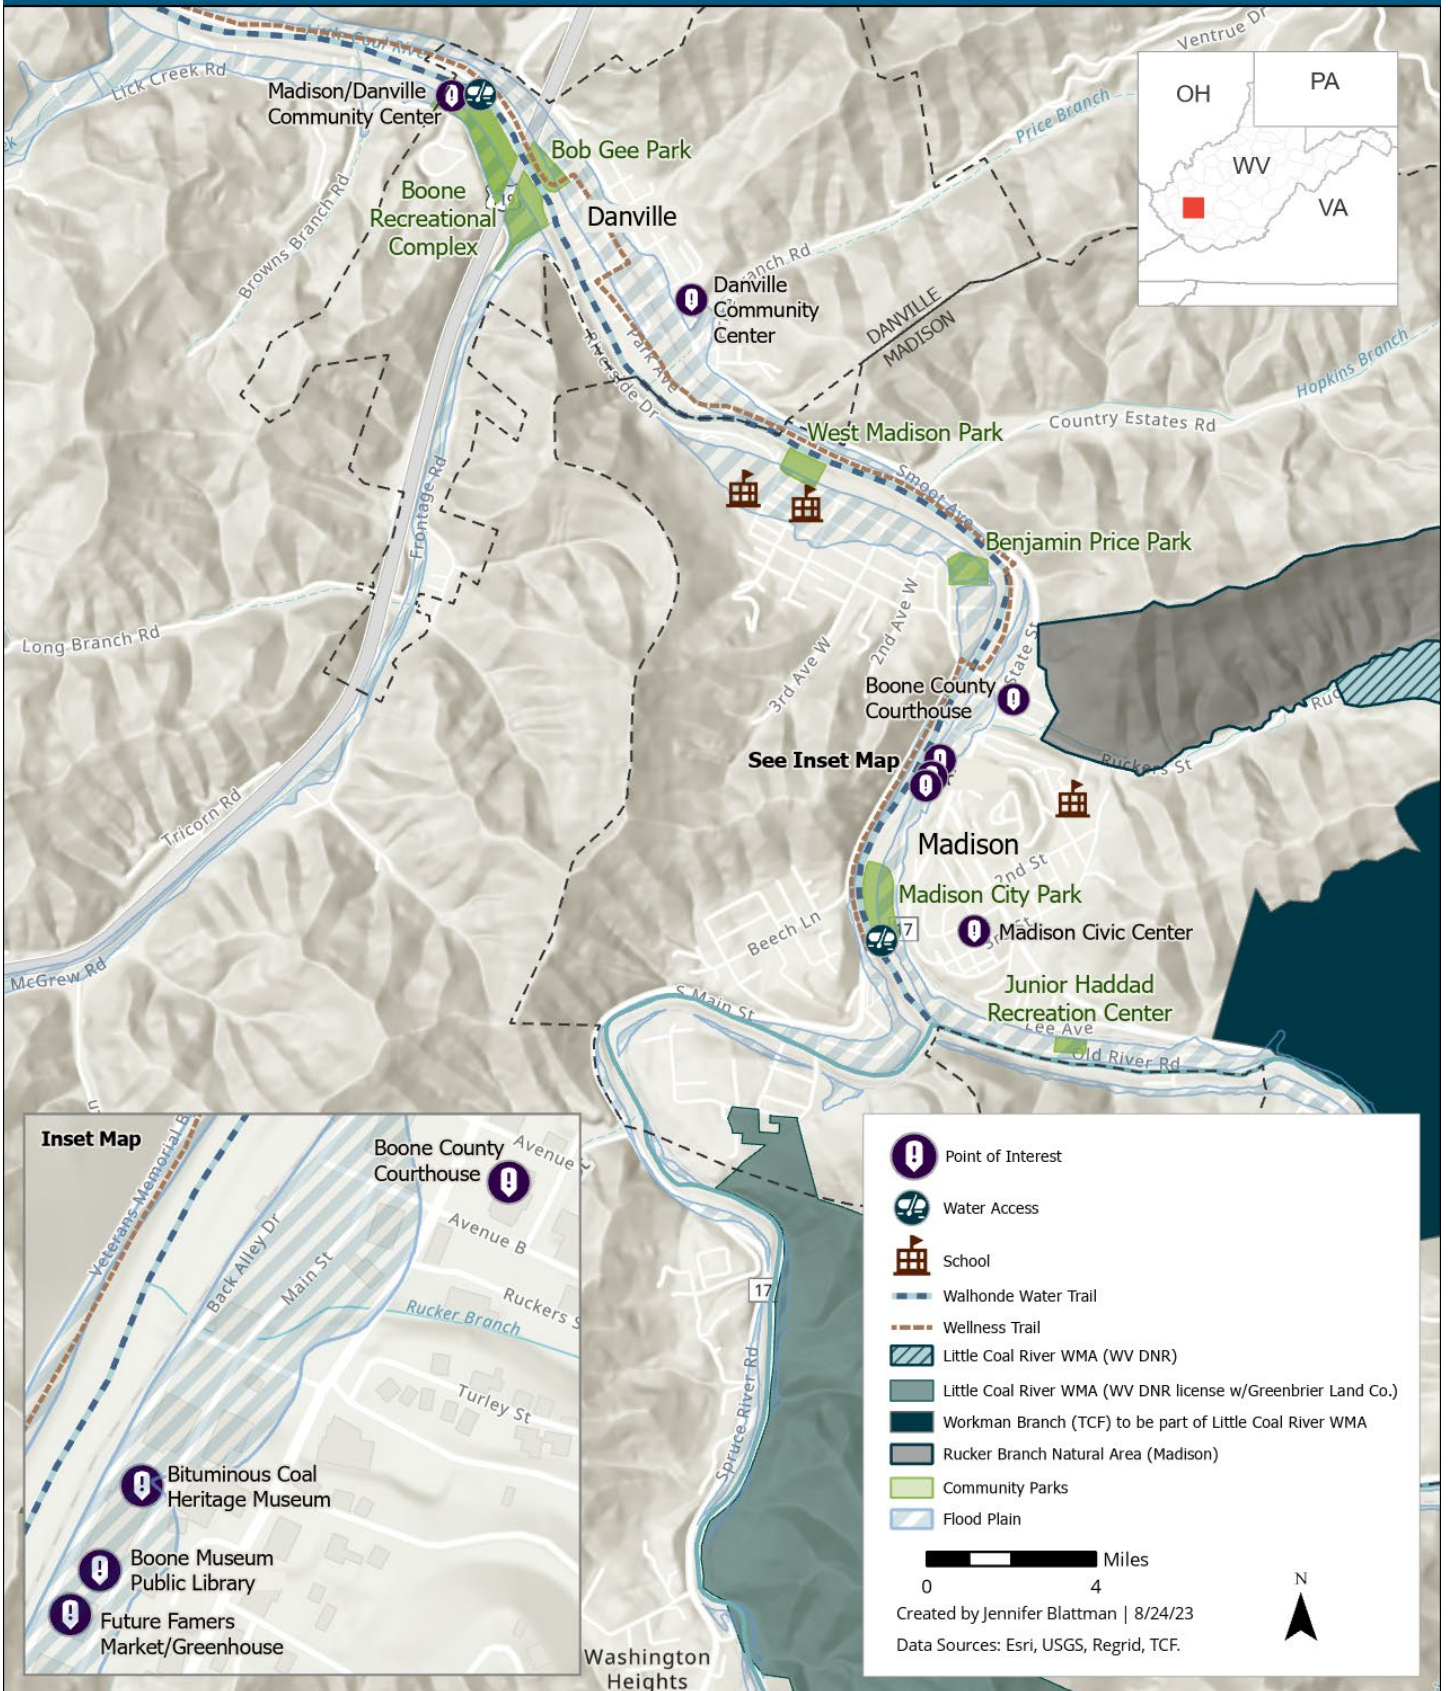 Little Coal River
Lick Creek Rd
Ventrue Dr
OH
PA
WV
VA
Price Branch
Madison/Danville
Community Center
Bob Gee Park
Boone
Recreational
Complex
Danville
Browns Branch Rd
Branch Rd
Danville
Community
Center
DANVILLE
MADISON
Hopkins Branch
Riverside Dr
Park Ave
West Madison Park
Country Estates Rd
Smoot Ave
Frontage Rd
Benjamin Price Park
Long Branch Rd
2nd Ave W
3rd Ave W
State St
Boone County
Courthouse
See Inset Map
Ruckers St
Tricorn Rd
Madison
2nd St
Madison City Park
17
Beech Ln
Madison Civic Center
McGrew Rd
S Main St
Junior Haddad
Recreation Center
Lee Ave
Old River Rd
17
Spruce River Rd
Washington
Heights
Inset Map
Veterans Memorial B
Boone County
Courthouse
Avenue C
Avenue B
Back Alley Dr
Main St
Ruckers S
Rucker Branch
Turley St
Bituminous Coal
Heritage Museum
Boone Museum
Public Library
Future Famers
Market/Greenhouse
Point of Interest
Water Access
School
Walhonde Water Trail
Wellness Trail
Little Coal River WMA (WV DNR)
Little Coal River WMA (WV DNR license w/Greenbrier Land Co.)
Workman Branch (TCF) to be part of Little Coal River WMA
Rucker Branch Natural Area (Madison)
Community Parks
Flood Plain
Miles
0 4
N
Created by Jennifer Blattman | 8/24/23
Data Sources: Esri, USGS, Regrid, TCF.